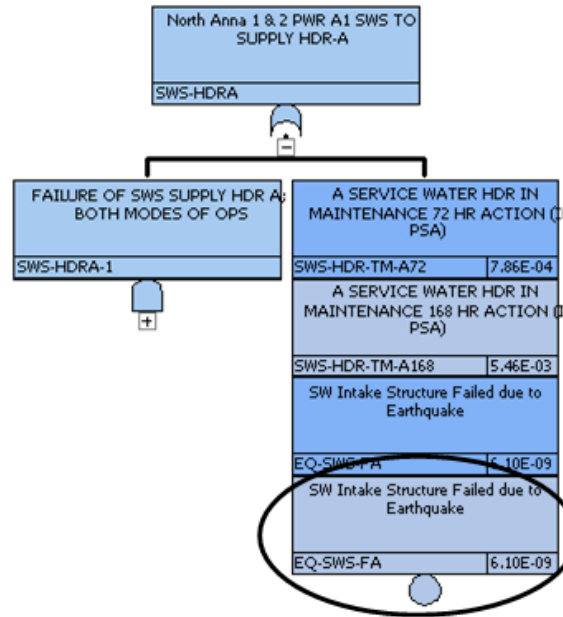 North Anna 1 & 2 PWR A1 SWS TO
SUPPLY HDR-A
SWS-HDRA
−
FAILURE OF SWS SUPPLY HDR A;
BOTH MODES OF OPS
SWS-HDRA-1
+
A SERVICE WATER HDR IN
MAINTENANCE 72 HR ACTION (I
PSA)
SWS-HDR-TM-A72 7.86E-04
A SERVICE WATER HDR IN
MAINTENANCE 168 HR ACTION (I
PSA)
SWS-HDR-TM-A168 5.46E-03
SW Intake Structure Failed due to
Earthquake
EQ-SWS-FA 6.10E-09
SW Intake Structure Failed due to
Earthquake
EQ-SWS-FA 6.10E-09